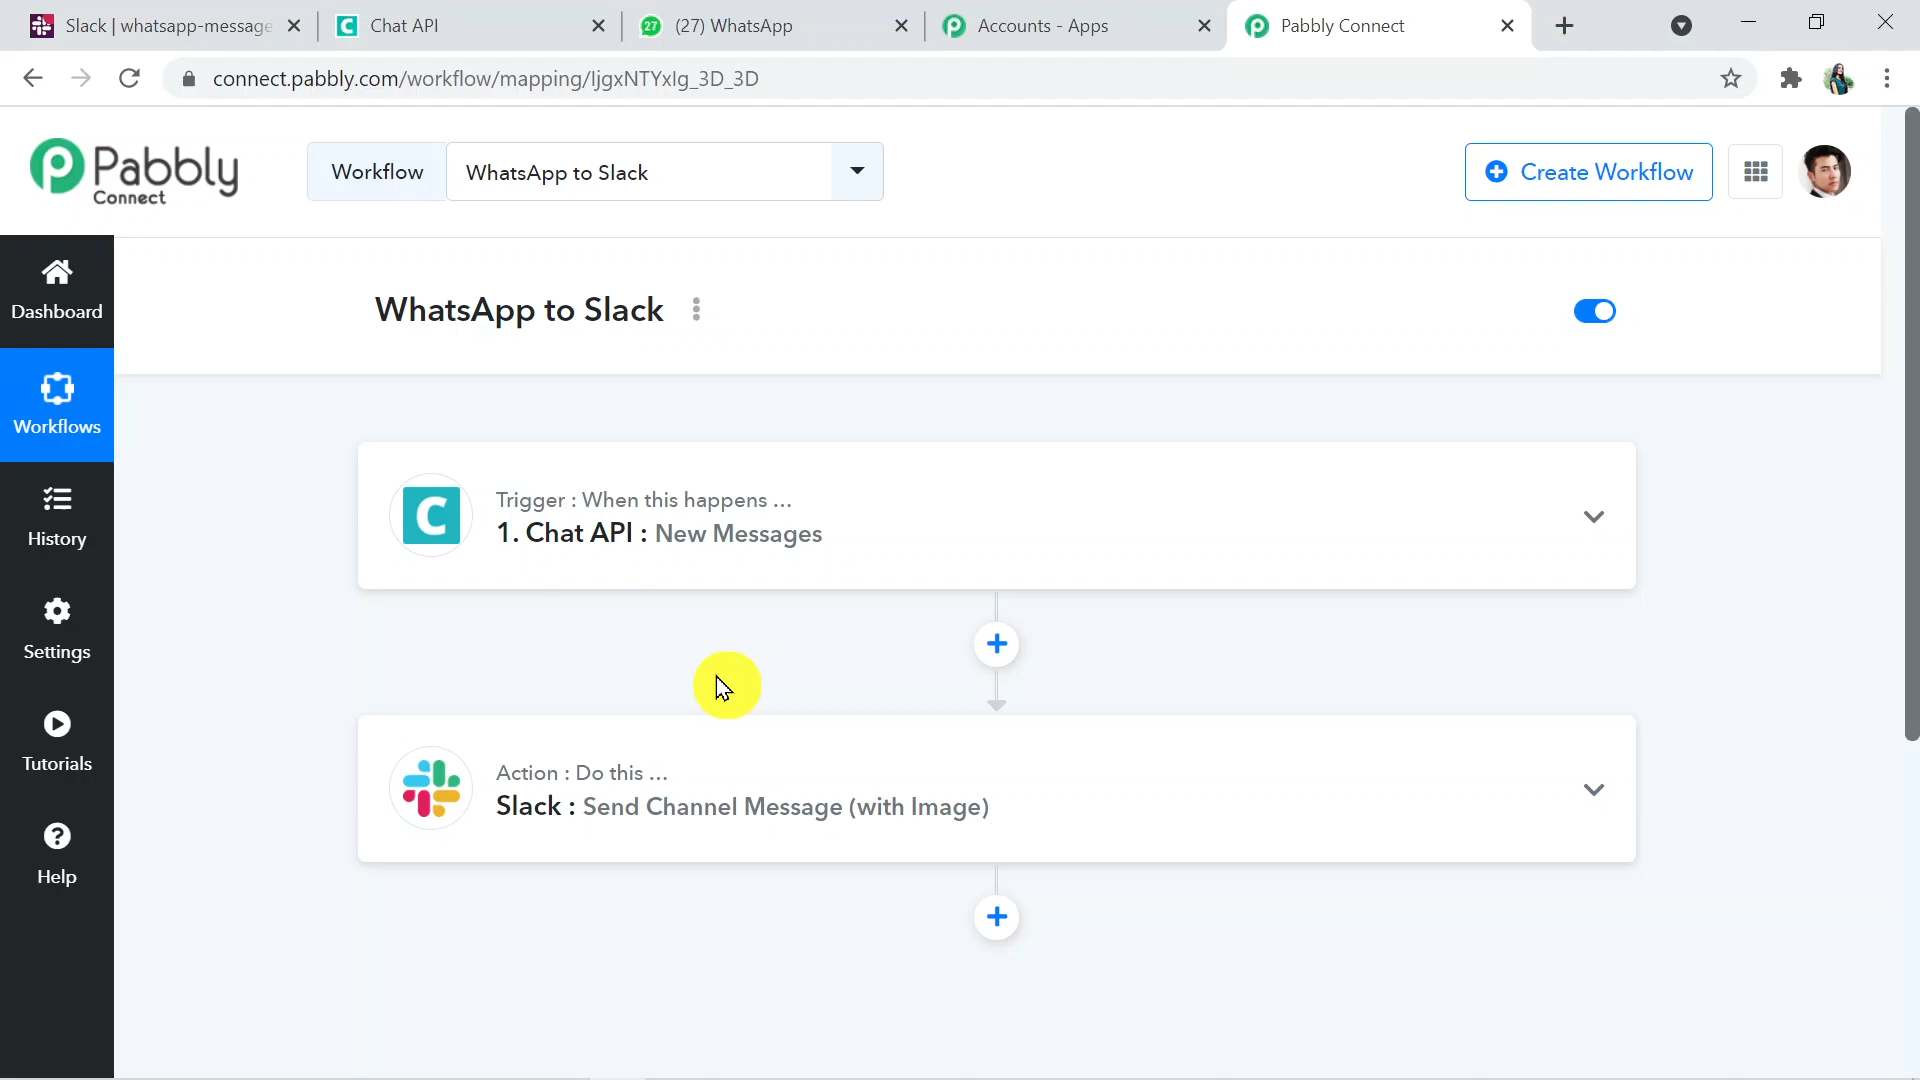 Slack | whatsapp-message
Chat API
27
(27) WhatsApp
Accounts - Apps
Pabbly Connect
connect.pabbly.com/workflow/mapping/IjgxNTYxIg_3D_3D
Pabbly
Connect
Workflow
WhatsApp to Slack
Create Workflow
Dashboard
Workflows
History
Settings
Tutorials
Help
WhatsApp to Slack
Trigger : When this happens ...
1. Chat API : New Messages
Action : Do this ...
Slack : Send Channel Message (with Image)